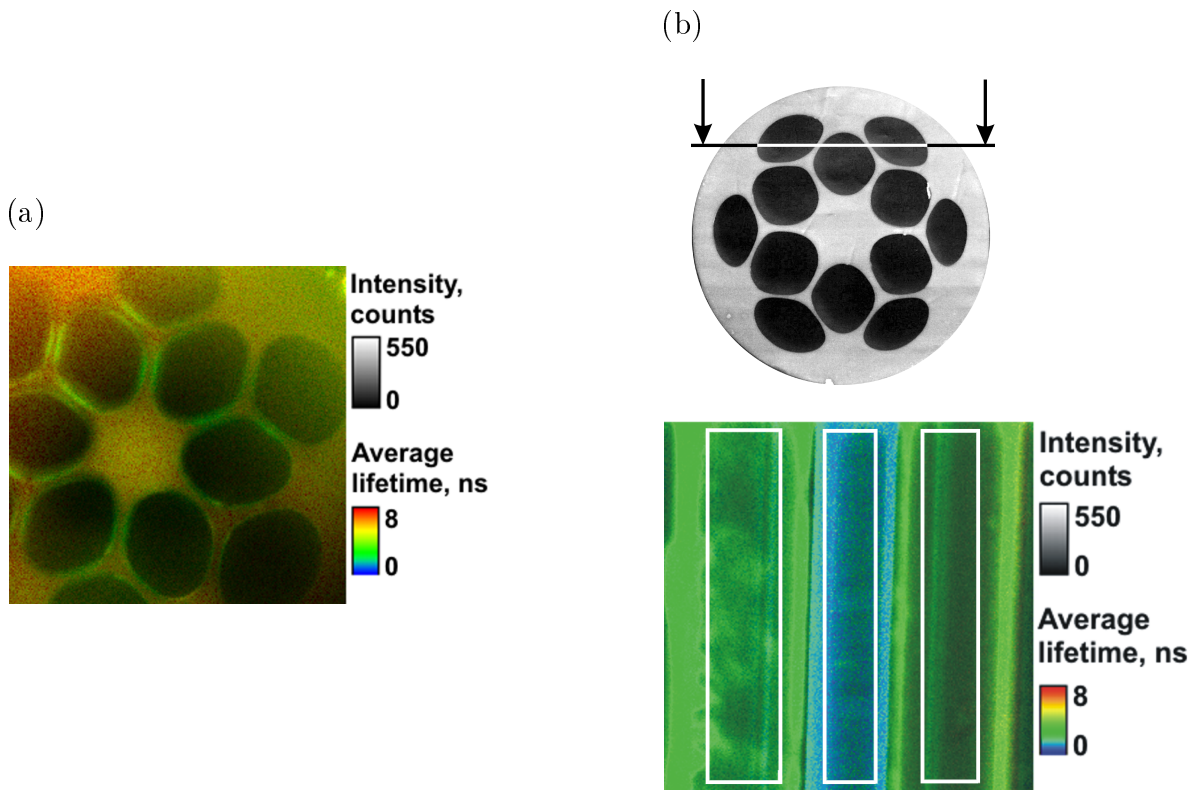 (a)
Intensity,
counts
550
0
Average
lifetime, ns
8
0
(b)
Intensity,
counts
550
0
Average
lifetime, ns
8
0